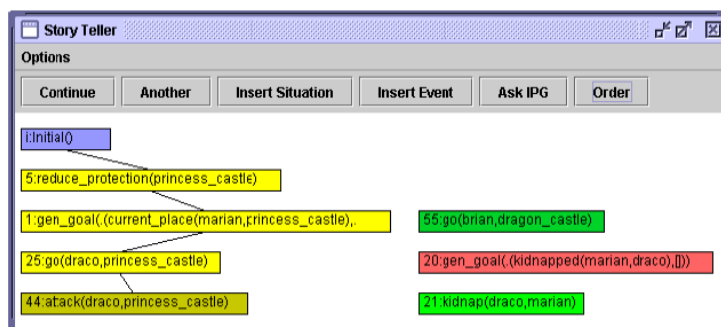 Story Teller
Options
Continue Another Insert Situation Insert Event Ask IPG Order
i:Initial()
5:reduce_protection(princess_castle)
1:gen_goal(.(current_place(marian,princess_castle),. 55:go(brian,dragon_castle)
25:go(draco,princess_castle) 20:gen_goal(.(kidnapped(marian,draco),[]))
44:attack(draco,princess_castle) 21:kidnap(draco,marian)